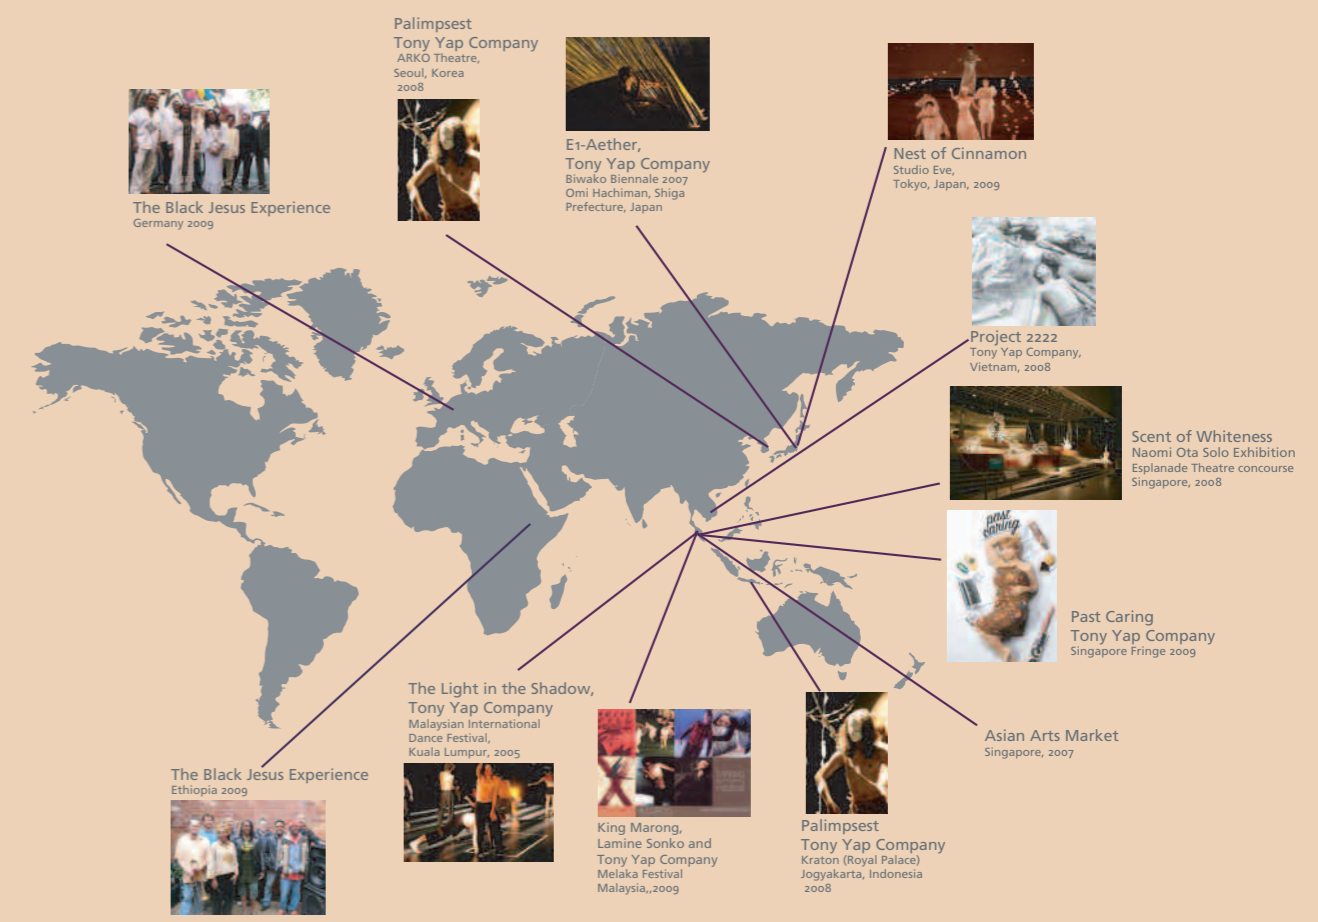 Palimpsest
Tony Yap Company
ARKO Theatre,
Seoul, Korea
2008
E1-Aether,
Tony Yap Company
Biwako Biennale 2007
Omi Hachiman, Shiga
Prefecture, Japan
Nest of Cinnamon
Studio Eve,
Tokyo, Japan, 2009
The Black Jesus Experience
Germany 2009
Project 2222
Tony Yap Company,
Vietnam, 2008
Scent of Whiteness
Naomi Ota Solo Exhibition
Esplanade Theatre concourse
Singapore, 2008
past
caring
Past Caring
Tony Yap Company
Singapore Fringe 2009
The Light in the Shadow,
Tony Yap Company
Malaysian International
Dance Festival,
Kuala Lumpur, 2005
Asian Arts Market
Singapore, 2007
The Black Jesus Experience
Ethiopia 2009
King Marong,
Lamine Sonko and
Tony Yap Company
Melaka Festival
Malaysia,,2009
Palimpsest
Tony Yap Company
Kraton (Royal Palace)
Jogyakarta, Indonesia
2008